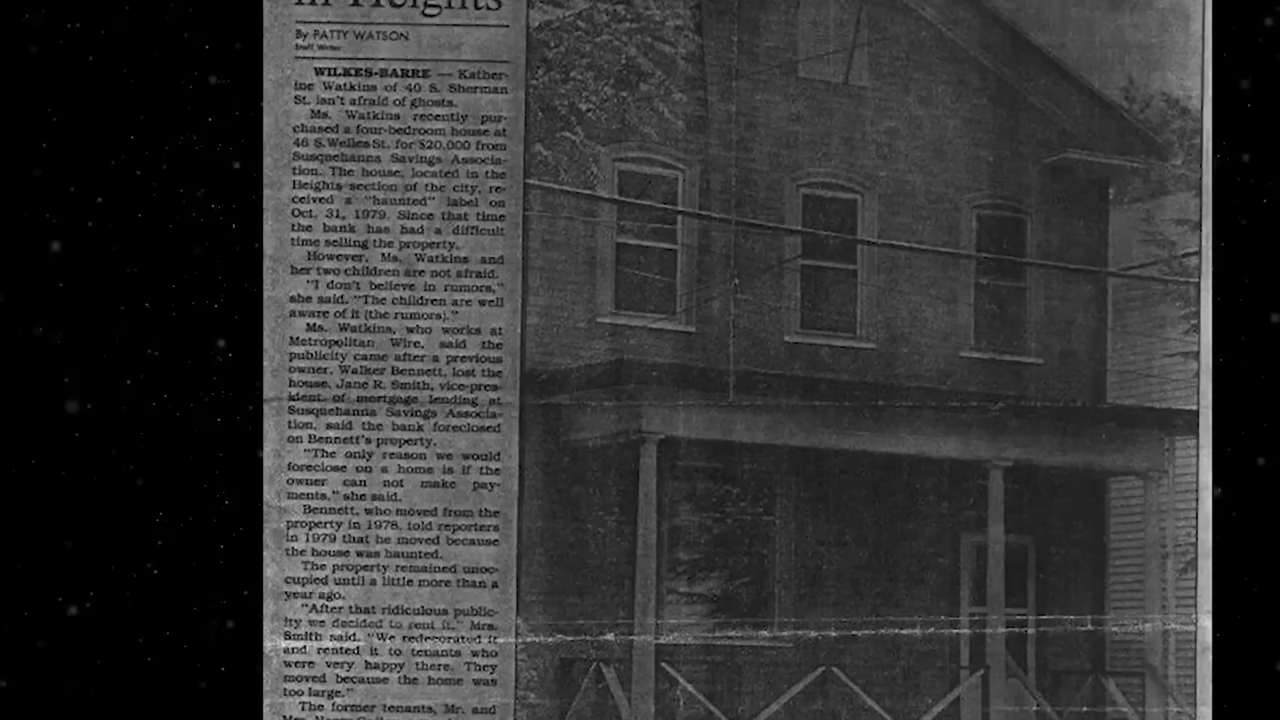 in Heights
By PATTY WATSON
Staff Writer
WILKES-BARRE — Kather-
ine Watkins of 40 S. Sherman
St. isn't afraid of ghosts.
Ms. Watkins recently pur-
chased a four-bedroom house at
46 S. Welles St. for $20,000 from
Susquehanna Savings Associa-
tion. The house, located in the
Heights section of the city, re-
ceived a "haunted" label on
Oct. 31, 1979. Since that time
the bank has had a difficult
time selling the property.
However, Ms. Watkins and
her two children are not afraid.
"I don't believe in rumors,"
she said. "The children are well
aware of it (the rumors)."
Ms. Watkins, who works at
Metropolitan Wire, said the
publicity came after a previous
owner, Walker Bennett, lost the
house. Jane R. Smith, vice-pres-
ident of mortgage lending at
Susquehanna Savings Associa-
tion, said the bank foreclosed
on Bennett's property.
"The only reason we would
foreclose on a home is if the
owner can not make pay-
ments," she said.
Bennett, who moved from the
property in 1978, told reporters
in 1979 that he moved because
the house was haunted.
The property remained unoc-
cupied until a little more than a
year ago.
"After that ridiculous public-
ity we decided to rent it," Mrs.
Smith said. "We redecorated it
and rented it to tenants who
were very happy there. They
moved because the home was
too large."
The former tenants, Mr. and